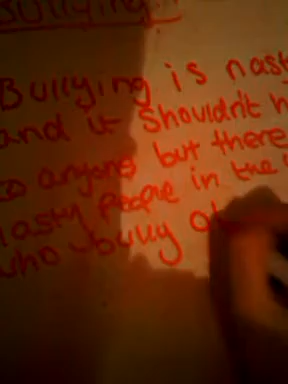 Bullying
Bullying is nasty
and it shouldn't h
to anyone but there
nasty people in the
who bully ot